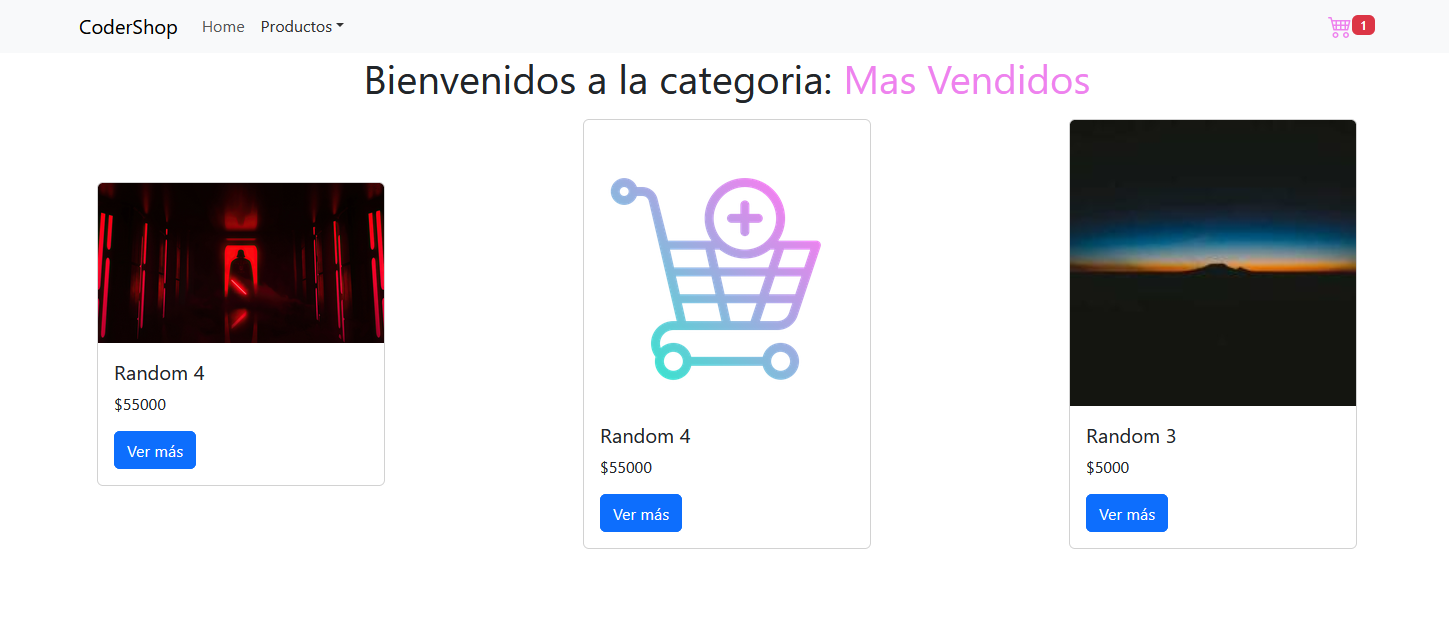 CoderShop Home Productos 1
Bienvenidos a la categoria: Mas Vendidos
Random 4
$55000
Ver más
Random 4
$55000
Ver más
Random 3
$5000
Ver más